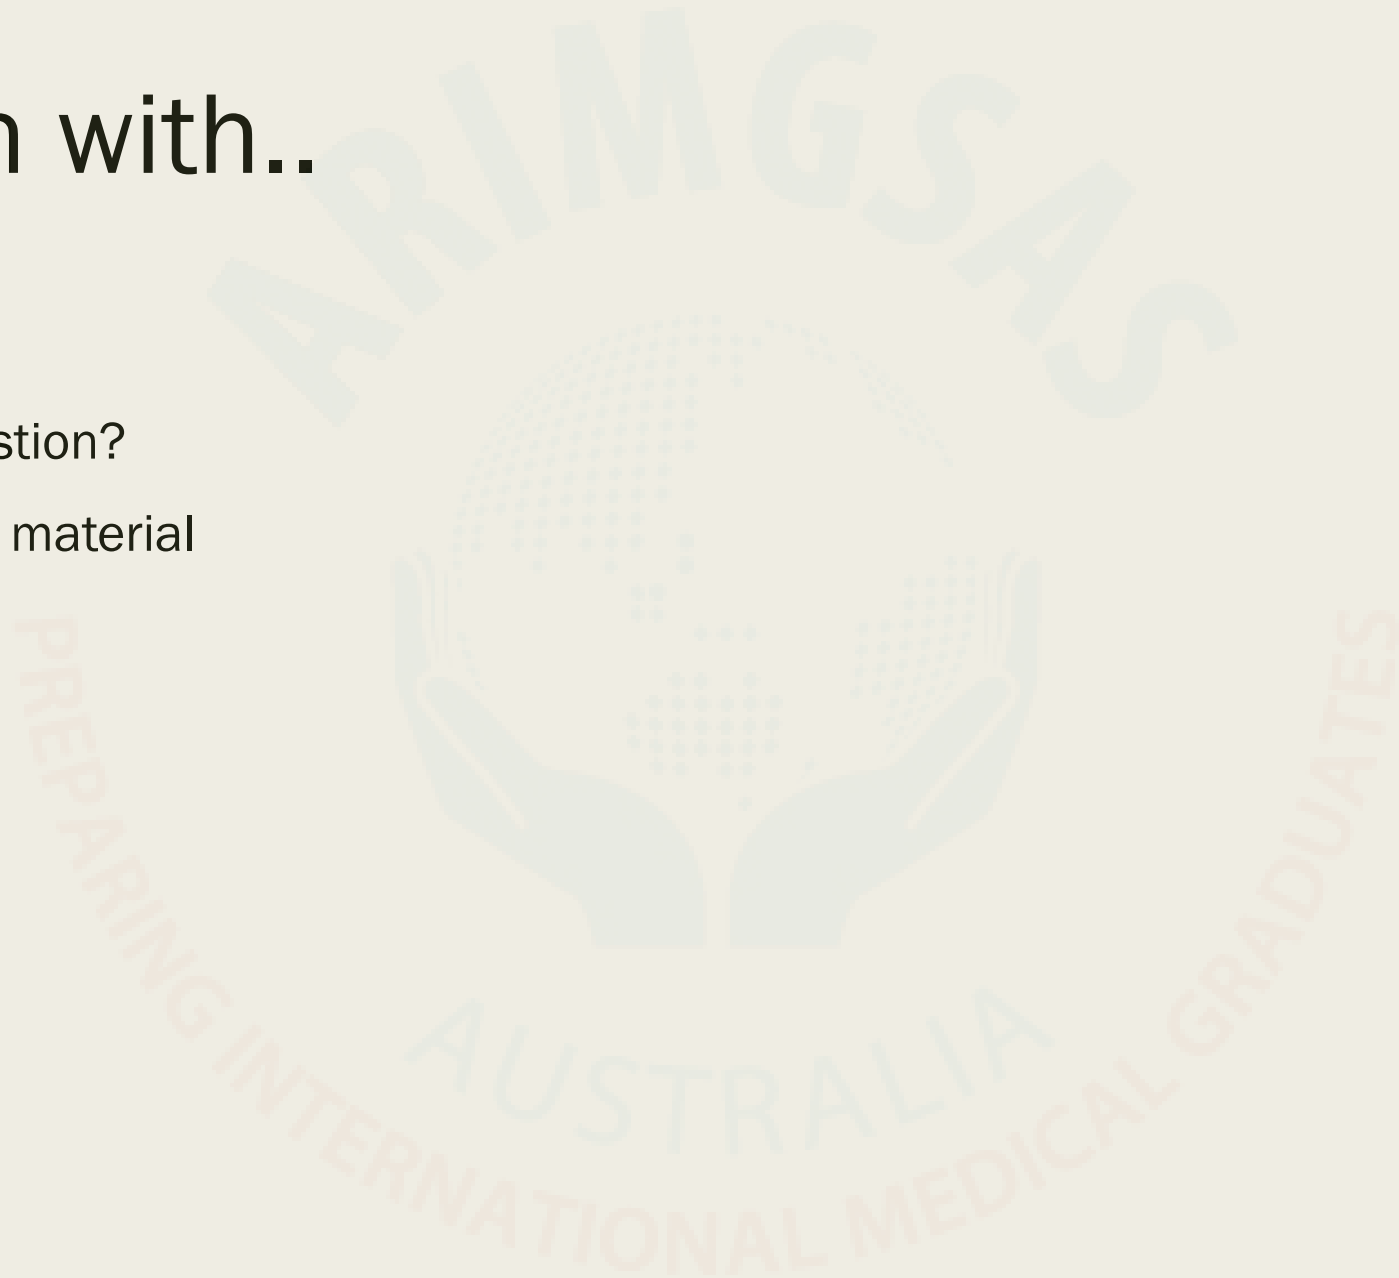 n with..
stion?
material
ARIMGSAS
AUSTRALIA
PREPARING INTERNATIONAL MEDICAL GRADUATES